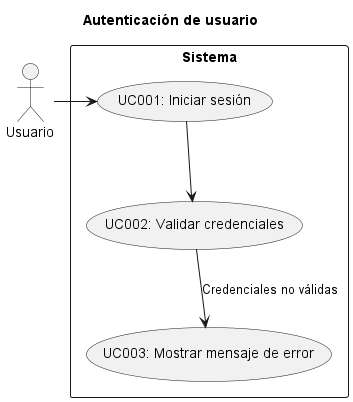 Autenticación de usuario
Sistema
Usuario
UC001: Iniciar sesión
UC002: Validar credenciales
Credenciales no válidas
UC003: Mostrar mensaje de error